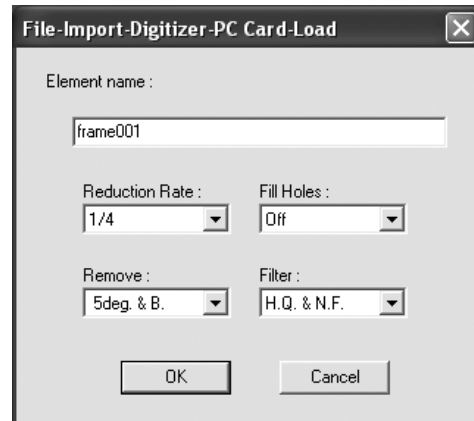 File-Import-Digitizer-PC Card-Load
Element name :
frame001
Reduction Rate : Fill Holes :
1/4 Off
Remove : Filter :
5deg. & B. H.Q. & N.F.
OK Cancel